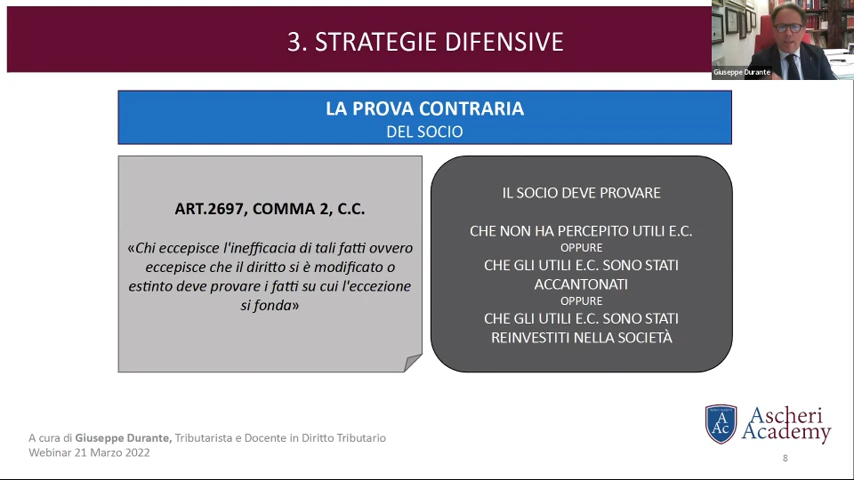 3. STRATEGIE DIFENSIVE
Giuseppe Durante
LA PROVA CONTRARIA
DEL SOCIO
ART.2697, COMMA 2, C.C.
«Chi eccepisce l'inefficacia di tali fatti ovvero
eccepisce che il diritto si è modificato o
estinto deve provare i fatti su cui l'eccezione
si fonda»
IL SOCIO DEVE PROVARE
CHE NON HA PERCEPITO UTILI E.C.
OPPURE
CHE GLI UTILI E.C. SONO STATI
ACCANTONATI
OPPURE
CHE GLI UTILI E.C. SONO STATI
REINVESTITI NELLA SOCIETÀ
A cura di Giuseppe Durante, Tributarista e Docente in Diritto Tributario
Webinar 21 Marzo 2022
A
Ac
Ascheri
Academy
8